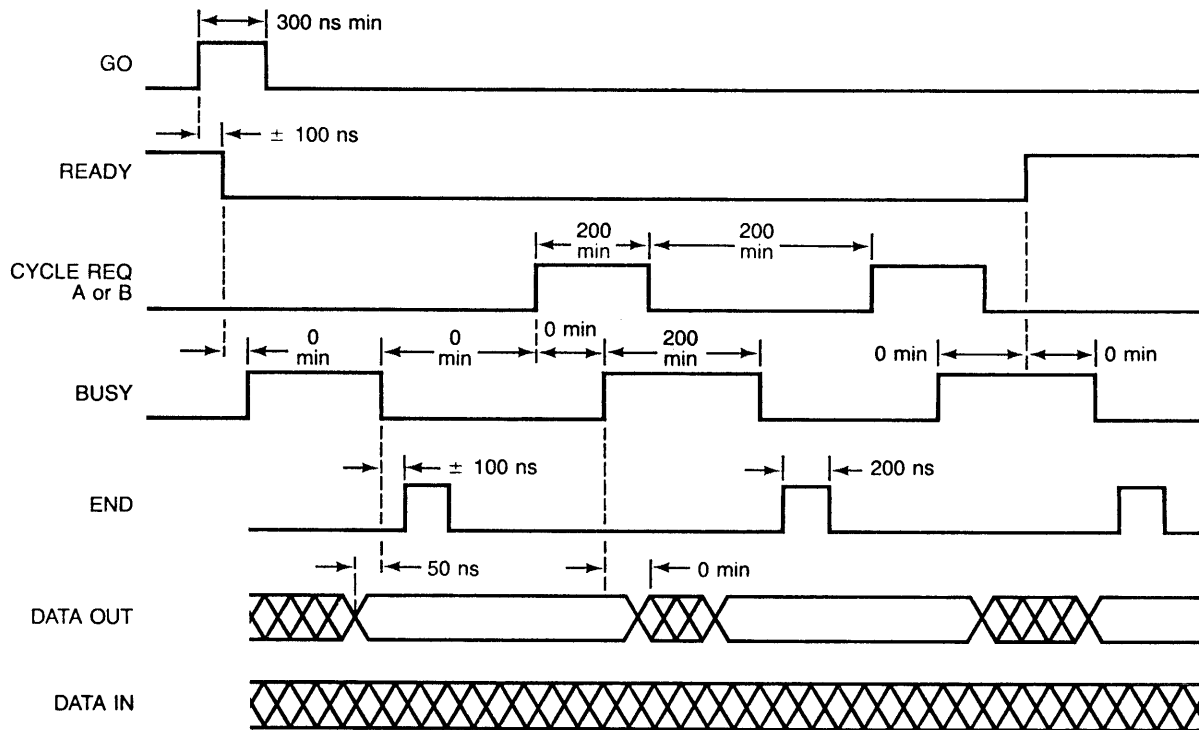 300 ns min
GO
± 100 ns
READY
200
min
200
min
CYCLE REQ
A or B
0
min
0
min
0 min
200
min
0 min
0 min
BUSY
± 100 ns
200 ns
END
50 ns
0 min
DATA OUT
DATA IN